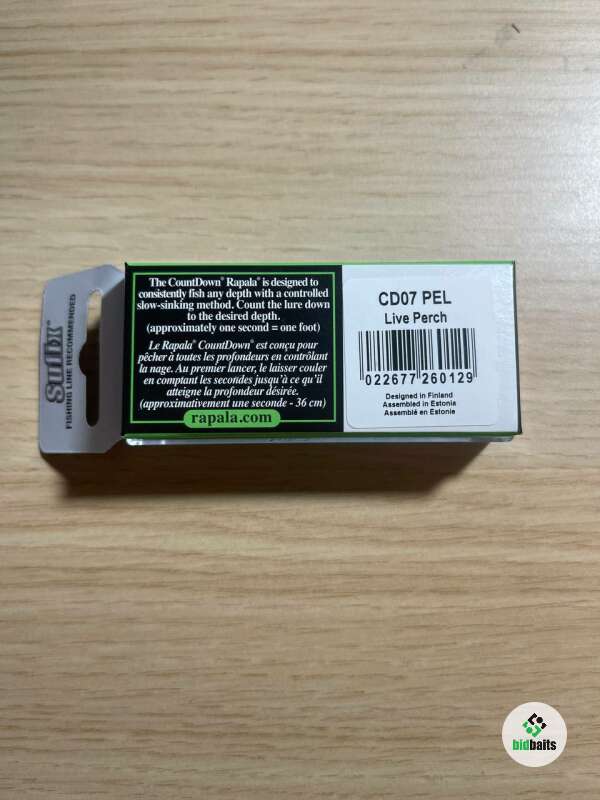 Sufix
FISHING LINE RECOMMENDED
The CountDown® Rapala® is designed to
consistently fish any depth with a controlled
slow-sinking method. Count the lure down
to the desired depth.
(approximately one second = one foot)
Le Rapala® CountDown® est conçu pour
pêcher à toutes les profondeurs en contrôlant
la nage. Au premier lancer, le laisser couler
en comptant les secondes jusqu'à ce qu'il
atteigne la profondeur désirée.
(approximativement une seconde - 36 cm)
rapala.com
CD07 PEL
Live Perch
022677 260129
Designed in Finland
Assembled in Estonia
Assemblé en Estonie
bidbaits